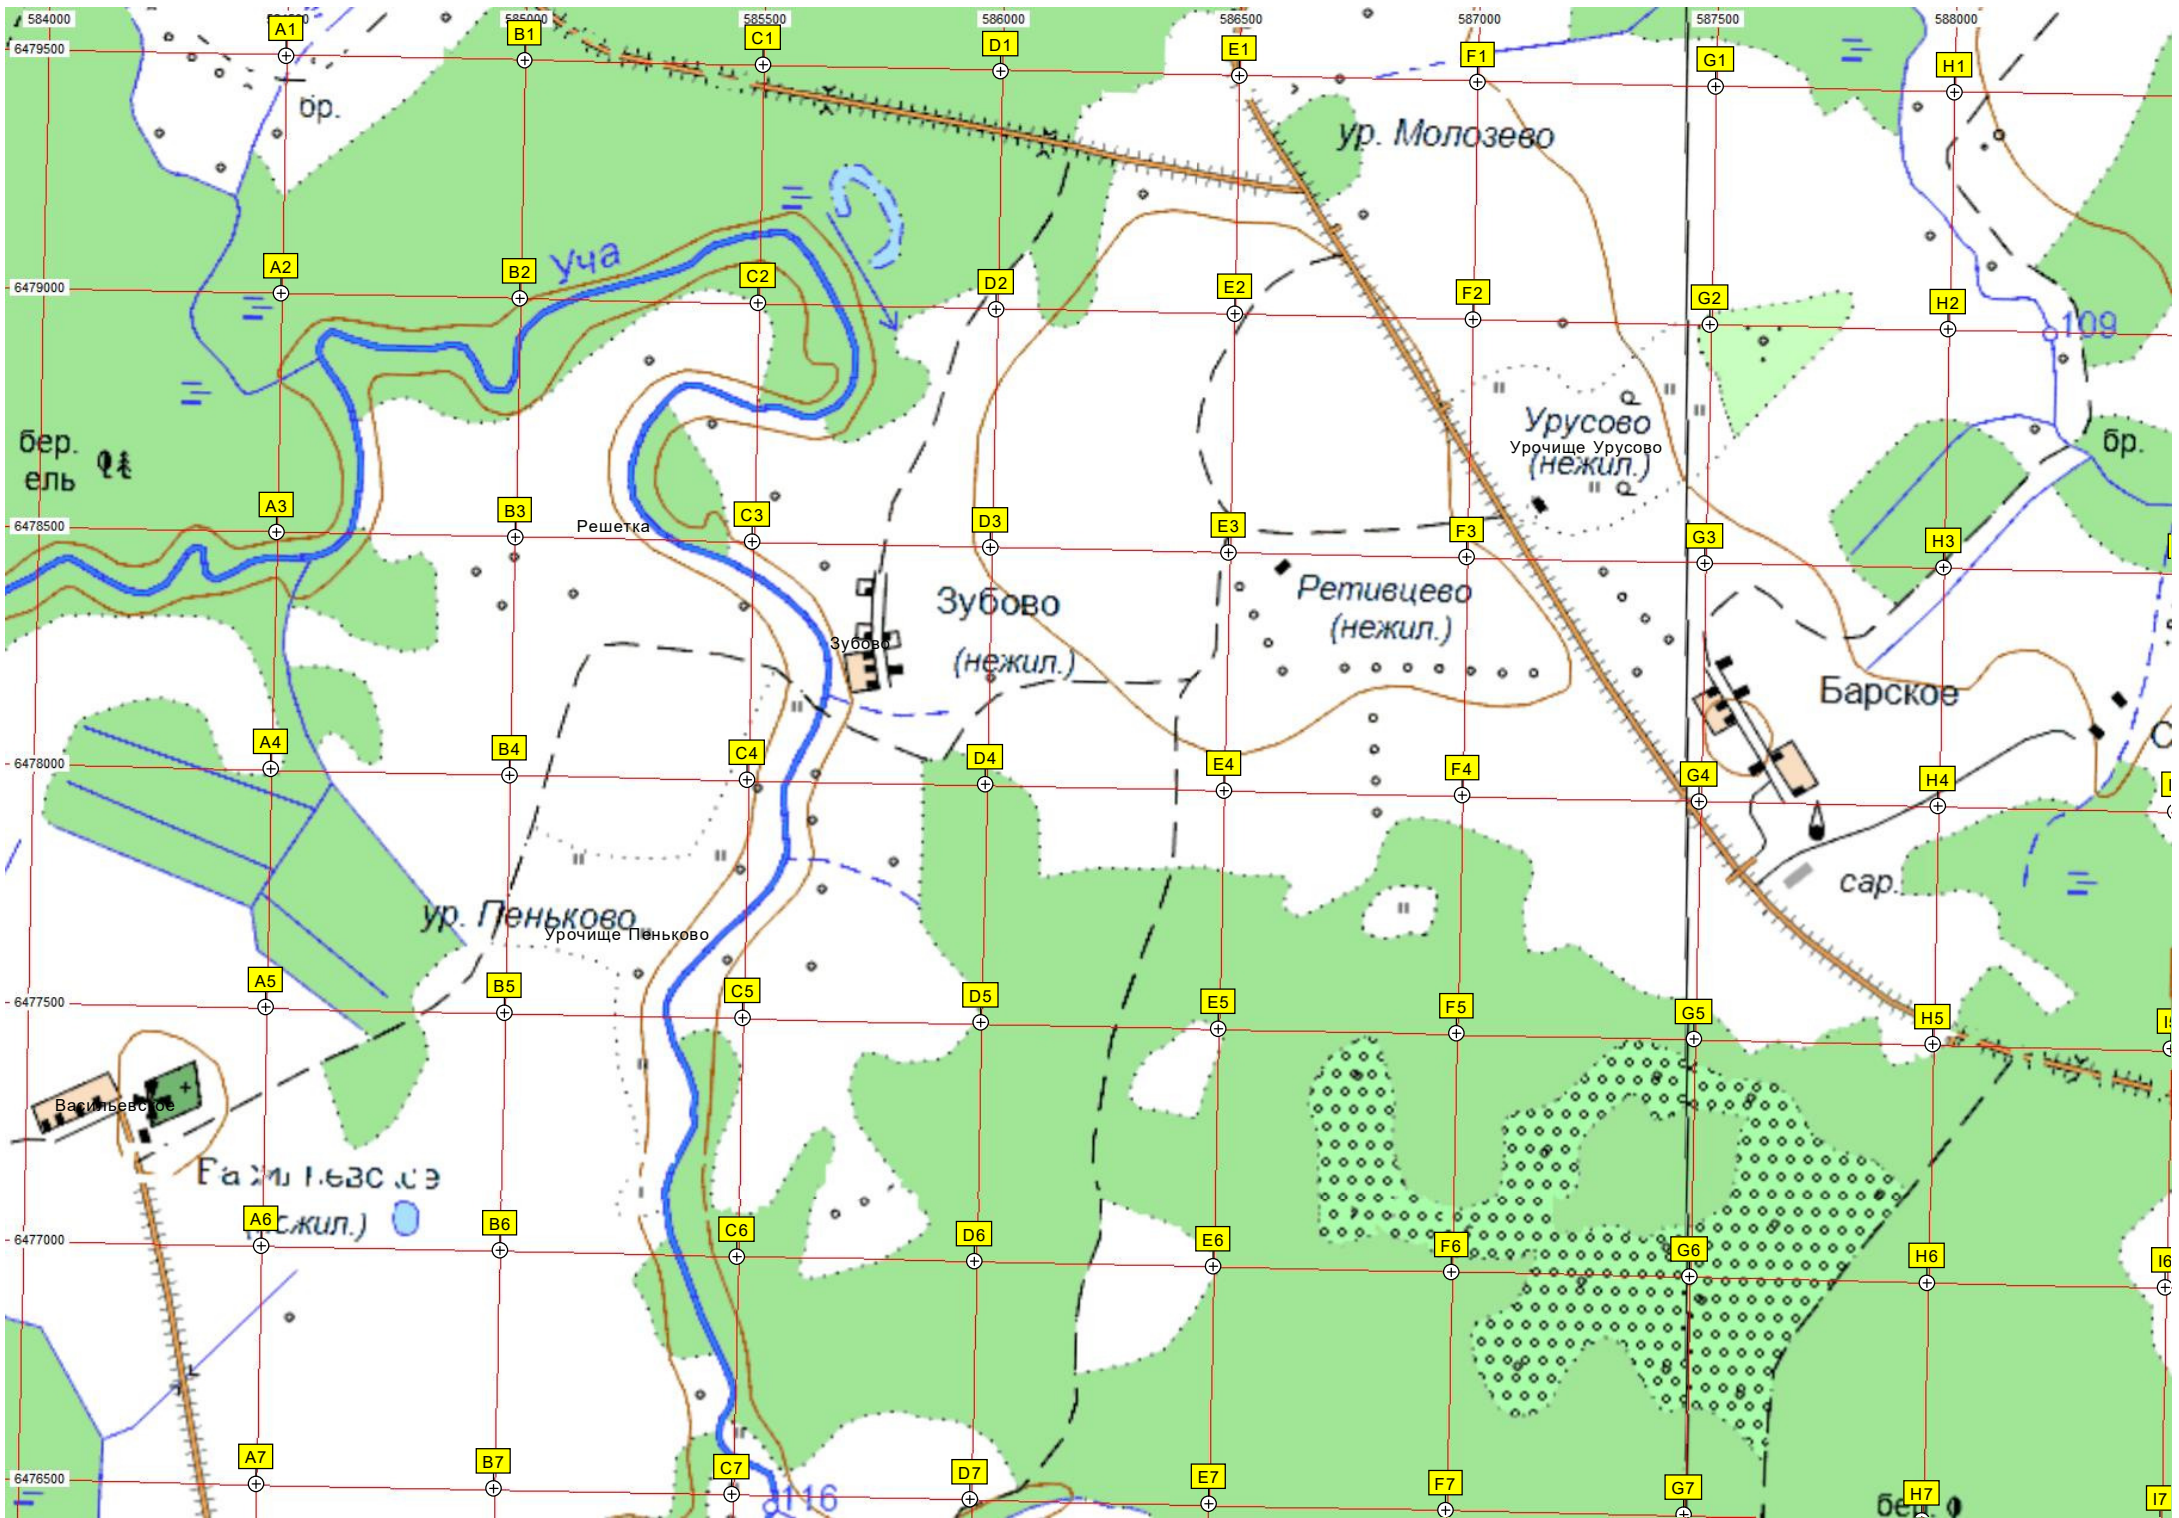 584000 585000 585500 586000 586500 587000 587500 588000
A1 B1 C1 D1 E1 F1 G1 H1
6479500
бр.
ур. Молозево
Уча
A2 B2 C2 D2 E2 F2 G2 H2
6479000
109
Урусово
Урочище Урусово
(нежил.)
бер.
ель
бр.
A3 B3 C3 D3 E3 F3 G3 H3
6478500
Решетка
Зубово
(нежил.)
Зубово
Ретивцево
(нежил.)
Барское
A4 B4 C4 D4 E4 F4 G4 H4
6478000
сар.
ур. Пеньково
Урочище Пеньково
A5 B5 C5 D5 E5 F5 G5 H5
6477500
Васильевское
A6 B6 C6 D6 E6 F6 G6 H6 I6
6477000
A7 B7 C7 D7 E7 F7 G7 H7 I7
6476500
116